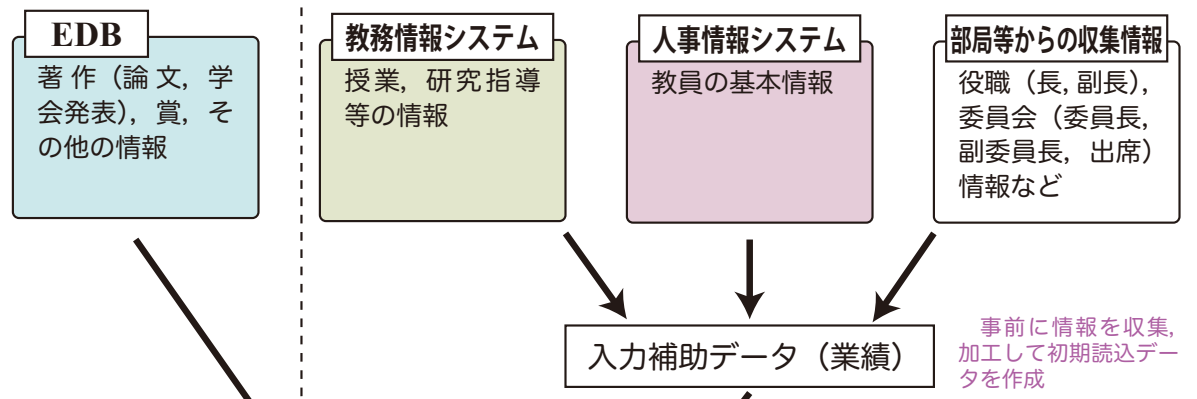 EDB
著作（論文，学
会発表），賞，そ
の他の情報
教務情報システム
授業，研究指導
等の情報
人事情報システム
教員の基本情報
部局等からの収集情報
役職（長，副長），
委員会（委員長，
副委員長，出席）
情報など
入力補助データ（業績）
事前に情報を収集，
加工して初期読込デー
タを作成